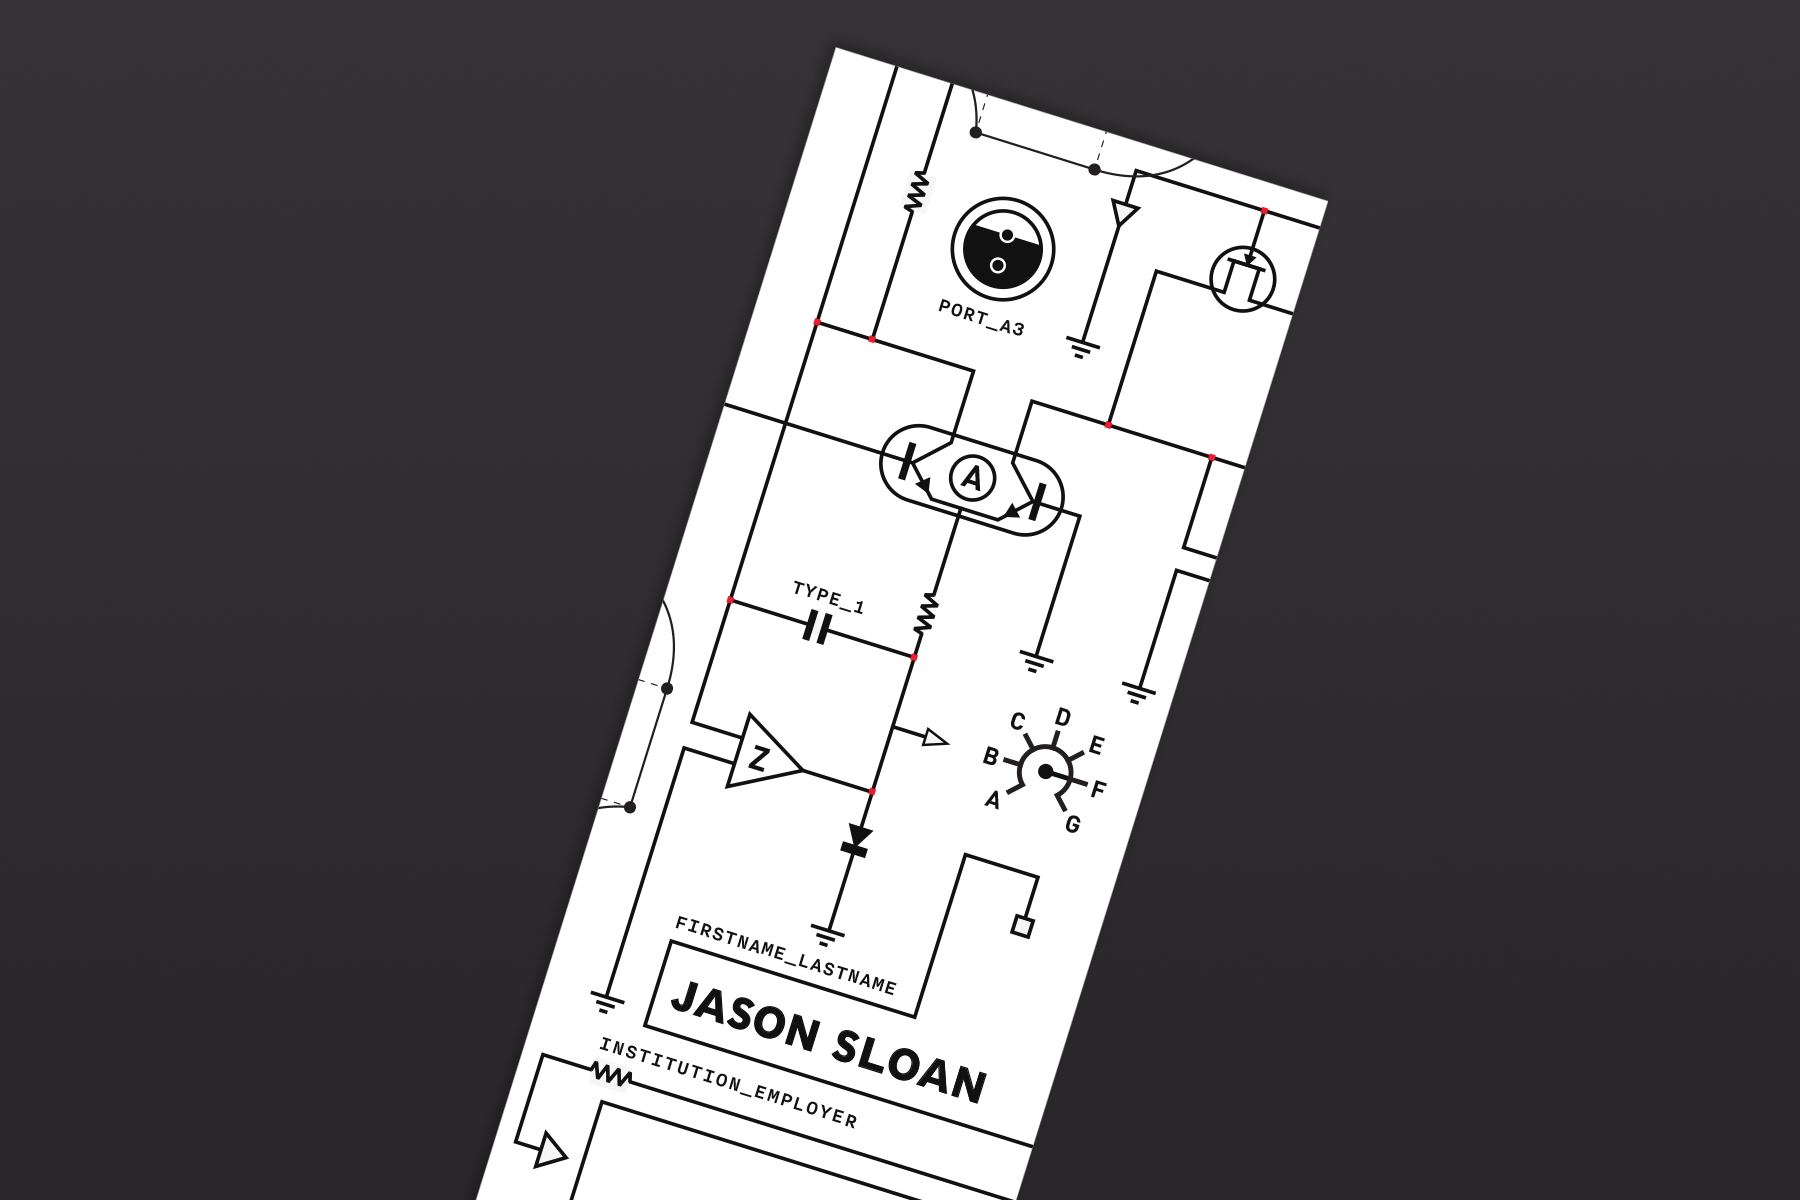 PORT_A3
A
TYPE_1
Z
A
B
C
D
E
F
G
FIRSTNAME_LASTNAME
JASON SLOAN
INSTITUTION_EMPLOYER